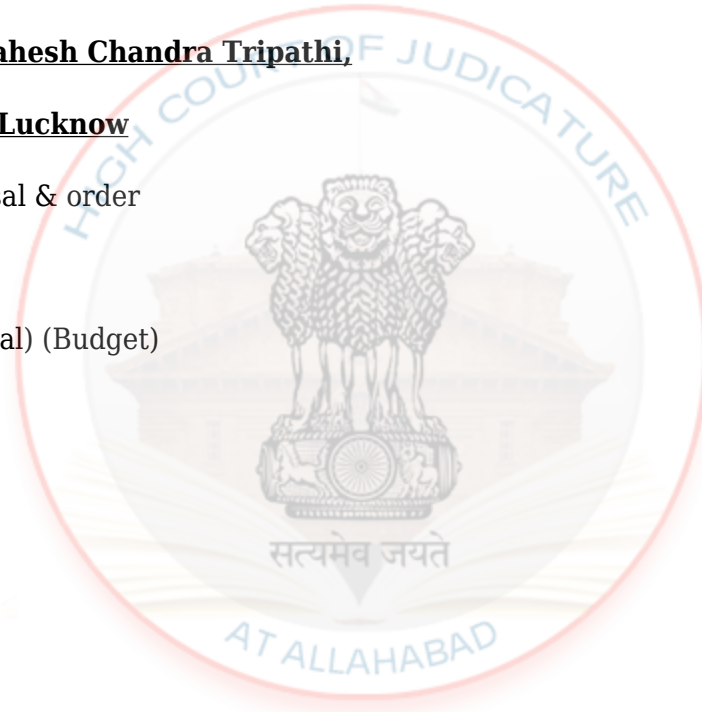 ahesh Chandra Tripathi,
Lucknow
al & order
al) (Budget)
HIGH COURT OF JUDICATURE
सत्यमेव जयते
AT ALLAHABAD